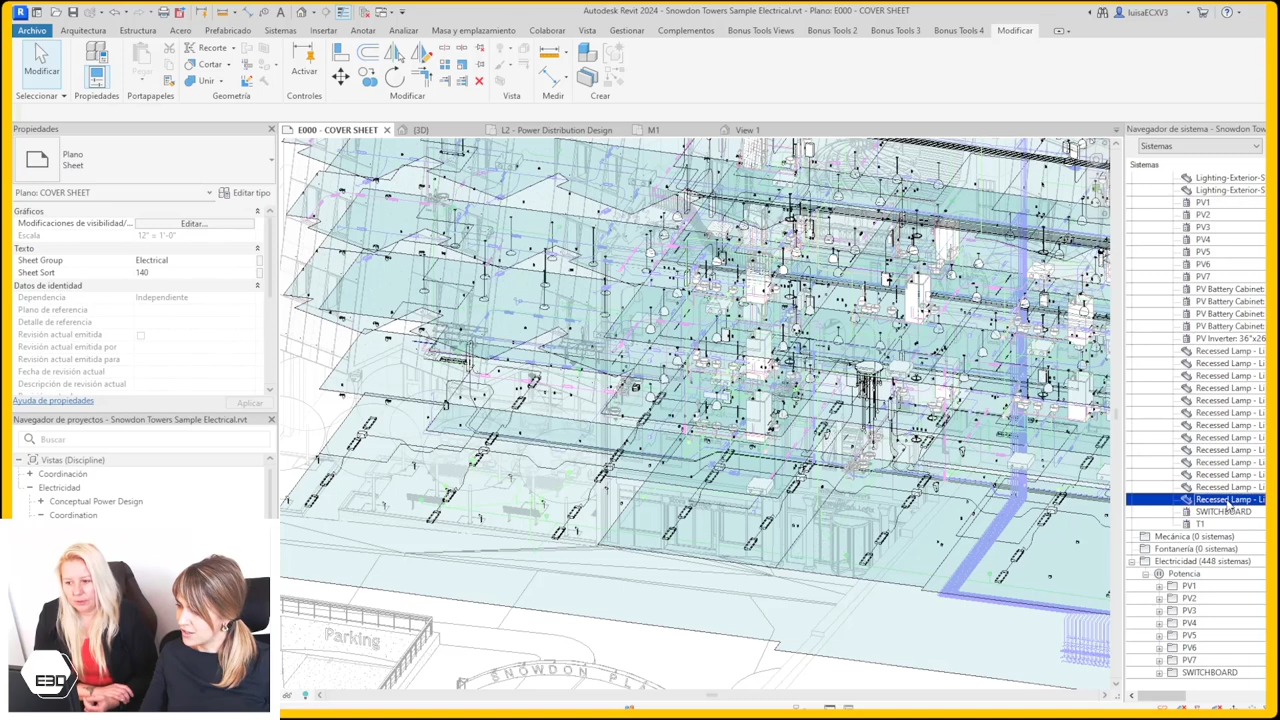 Autodesk Revit 2024 - Snowdon Towers Sample Electrical.rvt - Plano: E000 - COVER SHEET
luisaECXV3
Archivo Arquitectura Estructura Acero Prefabricado Sistemas Insertar Anotar Analizar Masa y emplazamiento Colaborar Vista Gestionar Complementos Bonus Tools Views Bonus Tools 2 Bonus Tools 3 Bonus Tools 4 Modificar
Modificar
Pegar
Recorte
Cortar
Unir
Activar
Seleccionar Propiedades Portapapeles Geometría Controles Modificar Vista Medir Crear
Propiedades
E000 - COVER SHEET
{3D}
L2 - Power Distribution Design
M1
View 1
Navegador de sistema - Snowdon Tow
Plano
Sheet
Sistemas
Sistemas
Plano: COVER SHEET
Editar tipo
Gráficos
Modificaciones de visibilidad/... Editar...
Escala 12" = 1'-0"
Texto
Sheet Group Electrical
Sheet Sort 140
Datos de identidad
Dependencia Independiente
Plano de referencia
Detalle de referencia
Revisión actual emitida
Revisión actual emitida por
Revisión actual emitida para
Fecha de revisión actual
Descripción de revisión actual
Ayuda de propiedades
Aplicar
Navegador de proyectos - Snowdon Towers Sample Electrical.rvt
Buscar
Vistas (Discipline)
Coordinación
Electricidad
Conceptual Power Design
Coordination
Lighting-Exterior-S
Lighting-Exterior-S
PV1
PV2
PV3
PV4
PV5
PV6
PV7
PV Battery Cabinet:
PV Battery Cabinet:
PV Battery Cabinet:
PV Battery Cabinet:
PV Inverter: 36"x26
Recessed Lamp - Li
Recessed Lamp - Li
Recessed Lamp - Li
Recessed Lamp - Li
Recessed Lamp - Li
Recessed Lamp - Li
Recessed Lamp - Li
Recessed Lamp - Li
Recessed Lamp - Li
Recessed Lamp - Li
Recessed Lamp - Li
Recessed Lamp - Li
Recessed Lamp - Li
SWITCHBOARD
T1
Mecánica (0 sistemas)
Fontanería (0 sistemas)
Electricidad (448 sistemas)
Potencia
PV1
PV2
PV3
PV4
PV5
PV6
PV7
SWITCHBOARD
Parking
SNOWDON PL
E3D